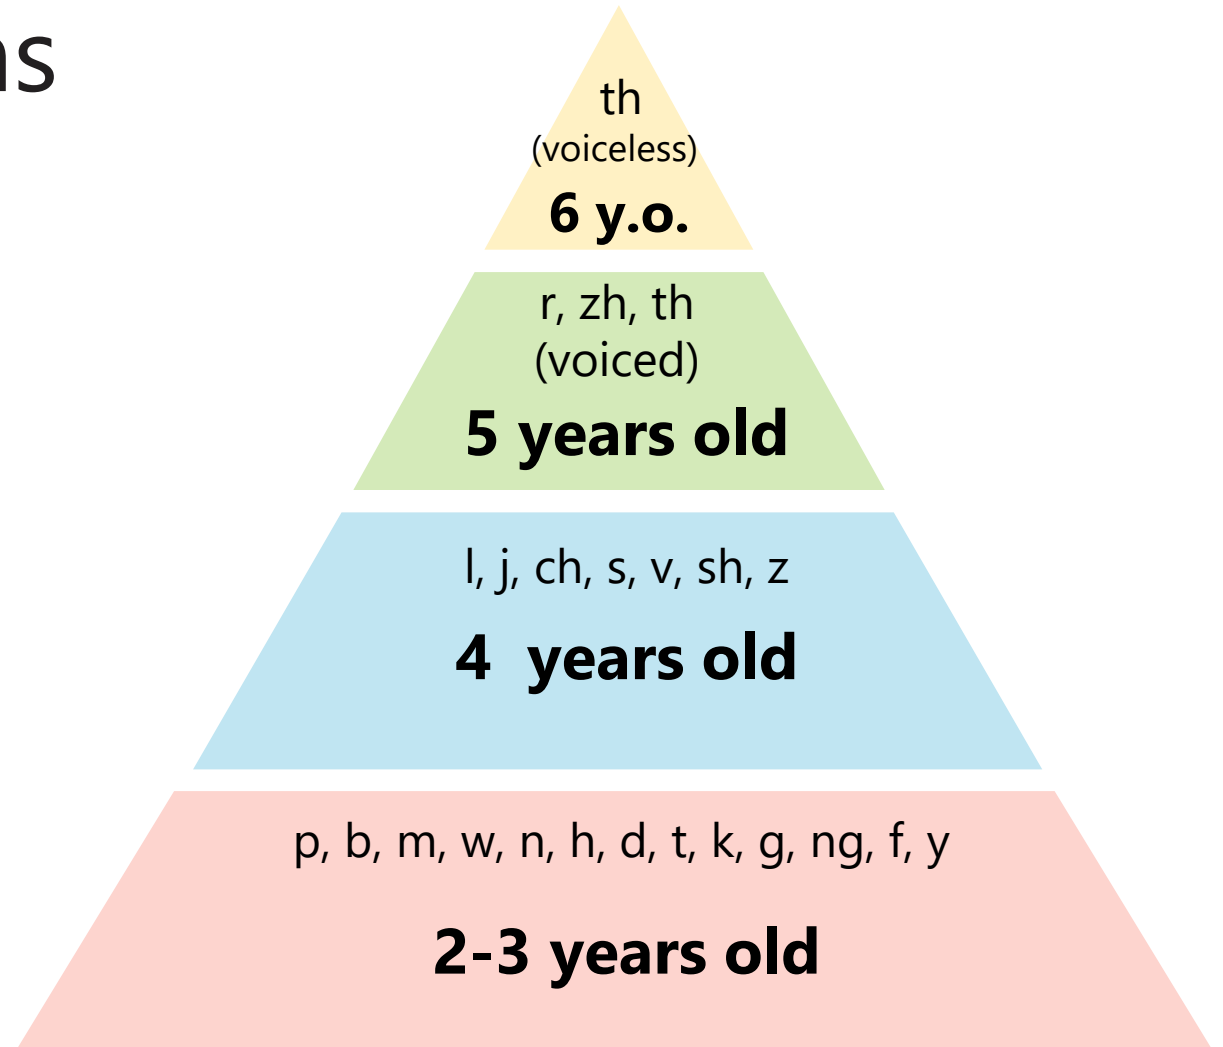 th
(voiceless)
6 y.o.
r, zh, th
(voiced)
5 years old
l, j, ch, s, v, sh, z
4 years old
p, b, m, w, n, h, d, t, k, g, ng, f, y
2-3 years old